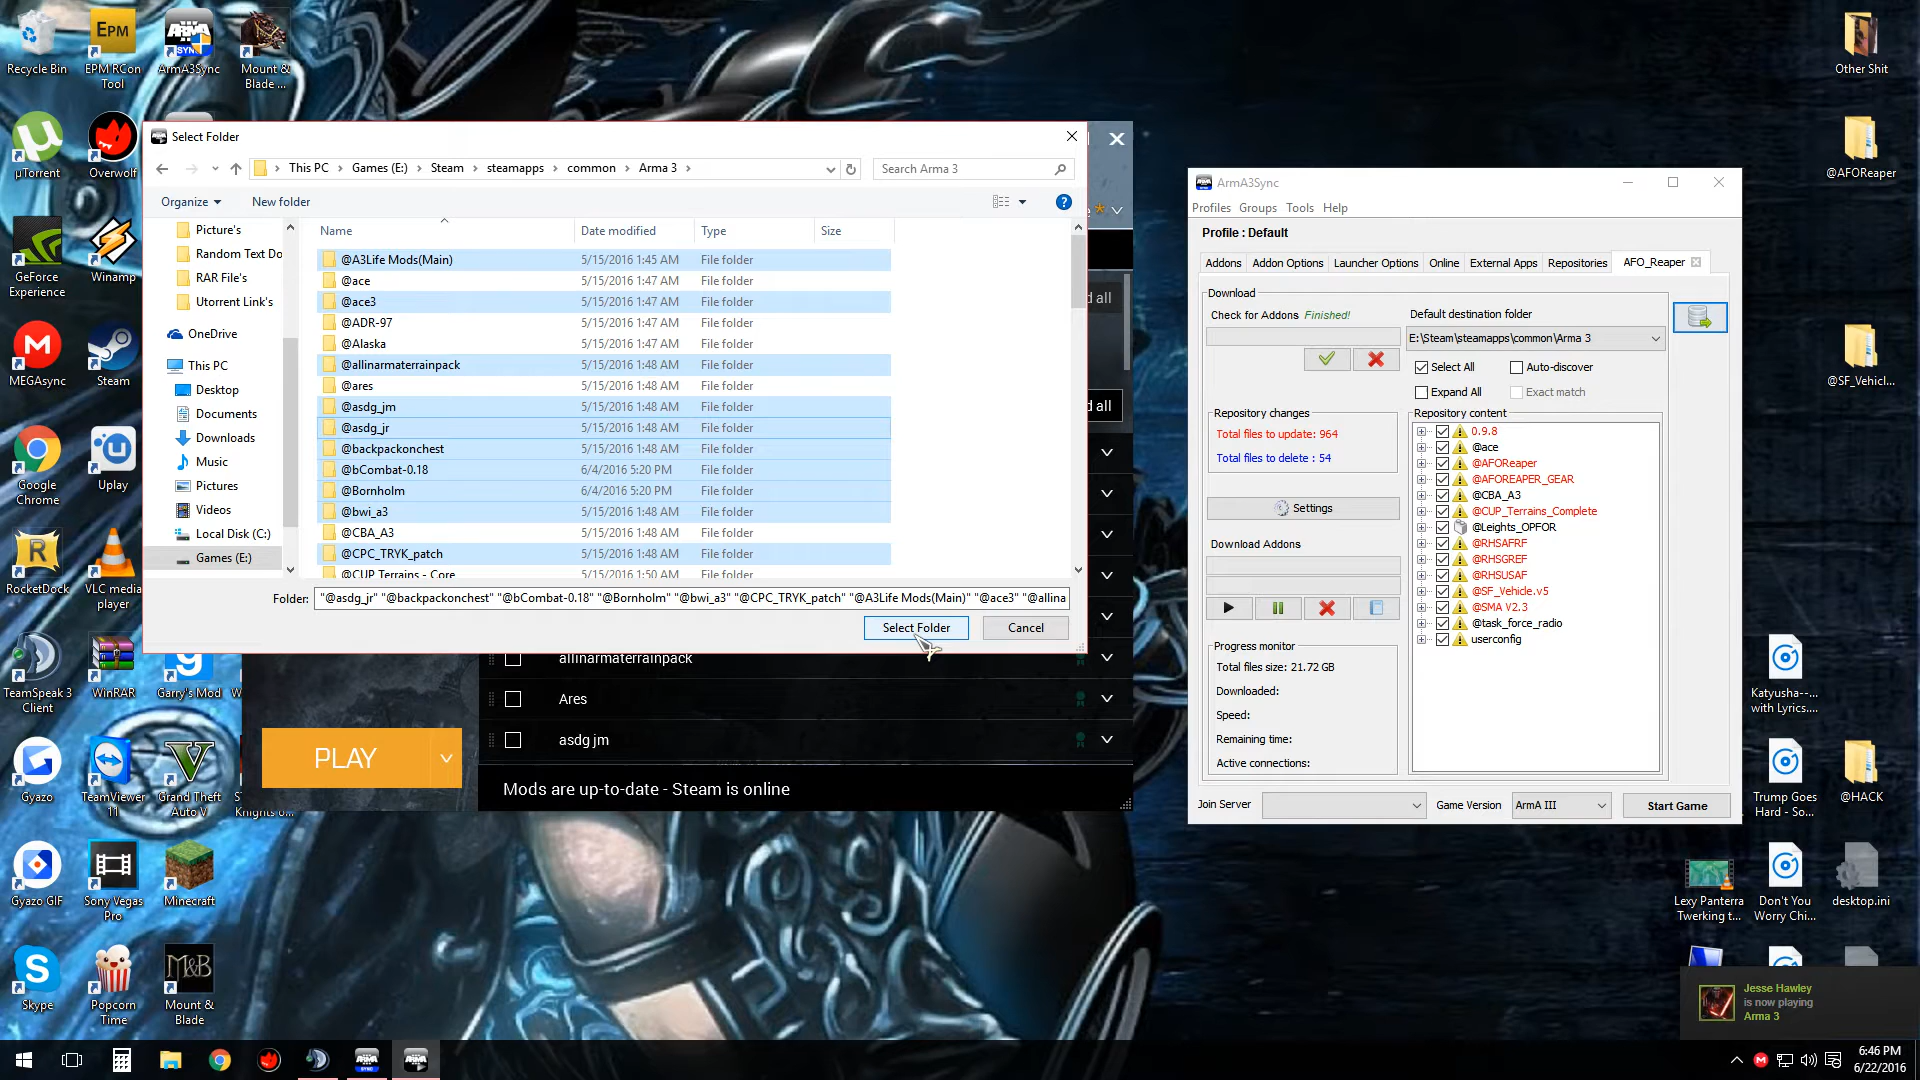 Recycle Bin
EPM RCon
Tool
ArmA3Sync
Mount &
Blade ...
µTorrent
Overwolf
GeForce
Experience
Winamp
MEGAsync
Steam
Google
Chrome
Uplay
RocketDock
VLC media
player
TeamSpeak 3
Client
WinRAR
Garry's Mod
Gyazo
TeamViewer
11
Grand Theft
Auto V
Knights o...
Gyazo GIF
Sony Vegas
Pro
Minecraft
Skype
Popcorn
Time
Mount &
Blade
Select Folder
This PC
Games (E:)
Steam
steamapps
common
Arma 3
Search Arma 3
Organize
New folder
Picture's
Random Text Do
RAR File's
Utorrent Link's
OneDrive
This PC
Desktop
Documents
Downloads
Music
Pictures
Videos
Local Disk (C:)
Games (E:)
Name Date modified Type Size
@A3Life Mods(Main) 5/15/2016 1:45 AM File folder
@ace 5/15/2016 1:47 AM File folder
@ace3 5/15/2016 1:47 AM File folder
@ADR-97 5/15/2016 1:47 AM File folder
@Alaska 5/15/2016 1:47 AM File folder
@allinarmaterrainpack 5/15/2016 1:48 AM File folder
@ares 5/15/2016 1:48 AM File folder
@asdg_jm 5/15/2016 1:48 AM File folder
@asdg_jr 5/15/2016 1:48 AM File folder
@backpackonchest 5/15/2016 1:48 AM File folder
@bCombat-0.18 6/4/2016 5:20 PM File folder
@Bornholm 6/4/2016 5:20 PM File folder
@bwi_a3 5/15/2016 1:48 AM File folder
@CBA_A3 5/15/2016 1:48 AM File folder
@CPC_TRYK_patch 5/15/2016 1:48 AM File folder
@CUP Terrains - Core 5/15/2016 1:50 AM File folder
Folder: "@asdg_jr" "@backpackonchest" "@bCombat-0.18" "@Bornholm" "@bwi_a3" "@CPC_TRYK_patch" "@A3Life Mods(Main)" "@ace3" "@allina
Select Folder
Cancel
d all
d all
allinarmaterrainpack
Ares
asdg jm
PLAY
Mods are up-to-date - Steam is online
ArmA3Sync
Profiles Groups Tools Help
Profile : Default
Addons Addon Options Launcher Options Online External Apps Repositories AFO_Reaper
Download
Check for Addons Finished!
Default destination folder
E:\Steam\steamapps\common\Arma 3
Select All
Auto-discover
Expand All
Exact match
Repository changes
Total files to update: 964
Total files to delete : 54
Settings
Download Addons
Progress monitor
Total files size: 21.72 GB
Downloaded:
Speed:
Remaining time:
Active connections:
Repository content
0.9.8
@ace
@AFOReaper
@AFOREAPER_GEAR
@CBA_A3
@CUP_Terrains_Complete
@Leights_OPFOR
@RHSAFRF
@RHSGREF
@RHSUSAF
@SF_Vehicle.v5
@SMA V2.3
@task_force_radio
userconfig
Join Server
Game Version
ArmA III
Start Game
Other Shit
@AFOReaper
@SF_Vehicl...
Katyusha--...
with Lyrics....
Trump Goes
Hard - So...
@HACK
Lexy Panterra
Twerking t...
Don't You
Worry Chi...
desktop.ini
Jesse Hawley
is now playing
Arma 3
6:46 PM
6/22/2016